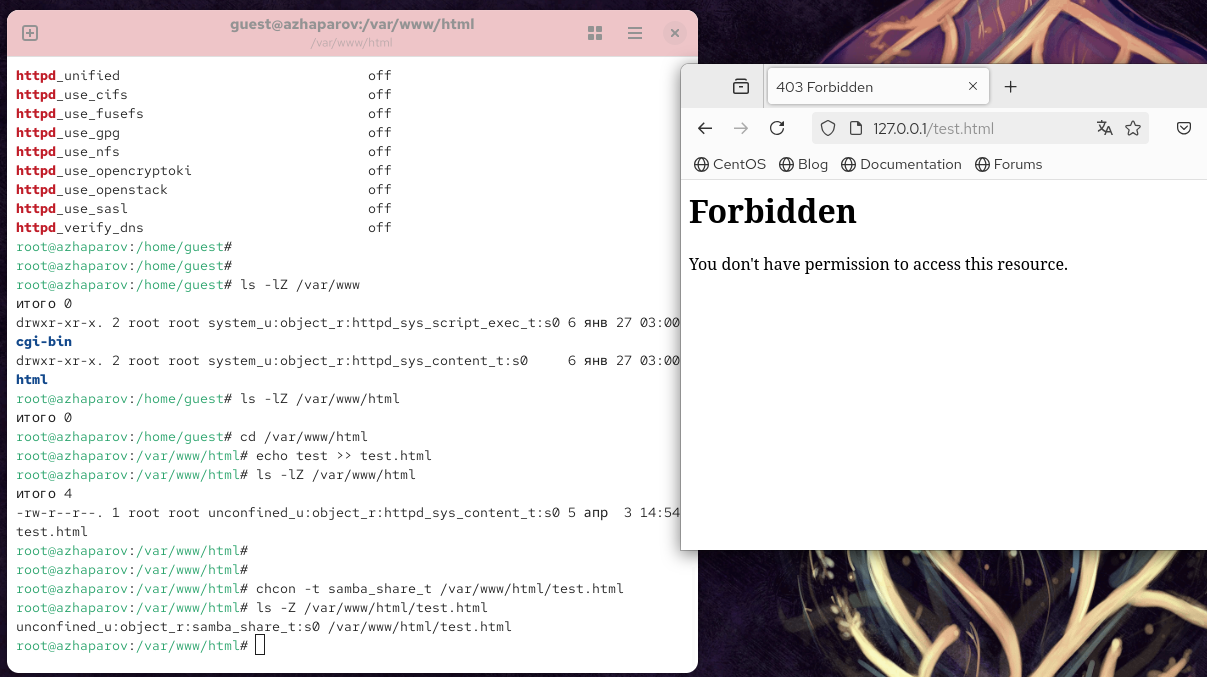 guest@azhaparov:/var/www/html
/var/www/html
httpd_unified off
httpd_use_cifs off
httpd_use_fusefs off
httpd_use_gpg off
httpd_use_nfs off
httpd_use_opencryptoki off
httpd_use_openstack off
httpd_use_sasl off
httpd_verify_dns off
root@azhaparov:/home/guest#
root@azhaparov:/home/guest#
root@azhaparov:/home/guest# ls -lZ /var/www
итого 0
drwxr-xr-x. 2 root root system_u:object_r:httpd_sys_script_exec_t:s0 6 янв 27 03:00
cgi-bin
drwxr-xr-x. 2 root root system_u:object_r:httpd_sys_content_t:s0 6 янв 27 03:00
html
root@azhaparov:/home/guest# ls -lZ /var/www/html
итого 0
root@azhaparov:/home/guest# cd /var/www/html
root@azhaparov:/var/www/html# echo test >> test.html
root@azhaparov:/var/www/html# ls -lZ /var/www/html
итого 4
-rw-r--r--. 1 root root unconfined_u:object_r:httpd_sys_content_t:s0 5 апр 3 14:54
test.html
root@azhaparov:/var/www/html#
root@azhaparov:/var/www/html#
root@azhaparov:/var/www/html# chcon -t samba_share_t /var/www/html/test.html
root@azhaparov:/var/www/html# ls -Z /var/www/html/test.html
unconfined_u:object_r:samba_share_t:s0 /var/www/html/test.html
root@azhaparov:/var/www/html#
403 Forbidden
127.0.0.1/test.html
CentOS Blog Documentation Forums
Forbidden
You don't have permission to access this resource.